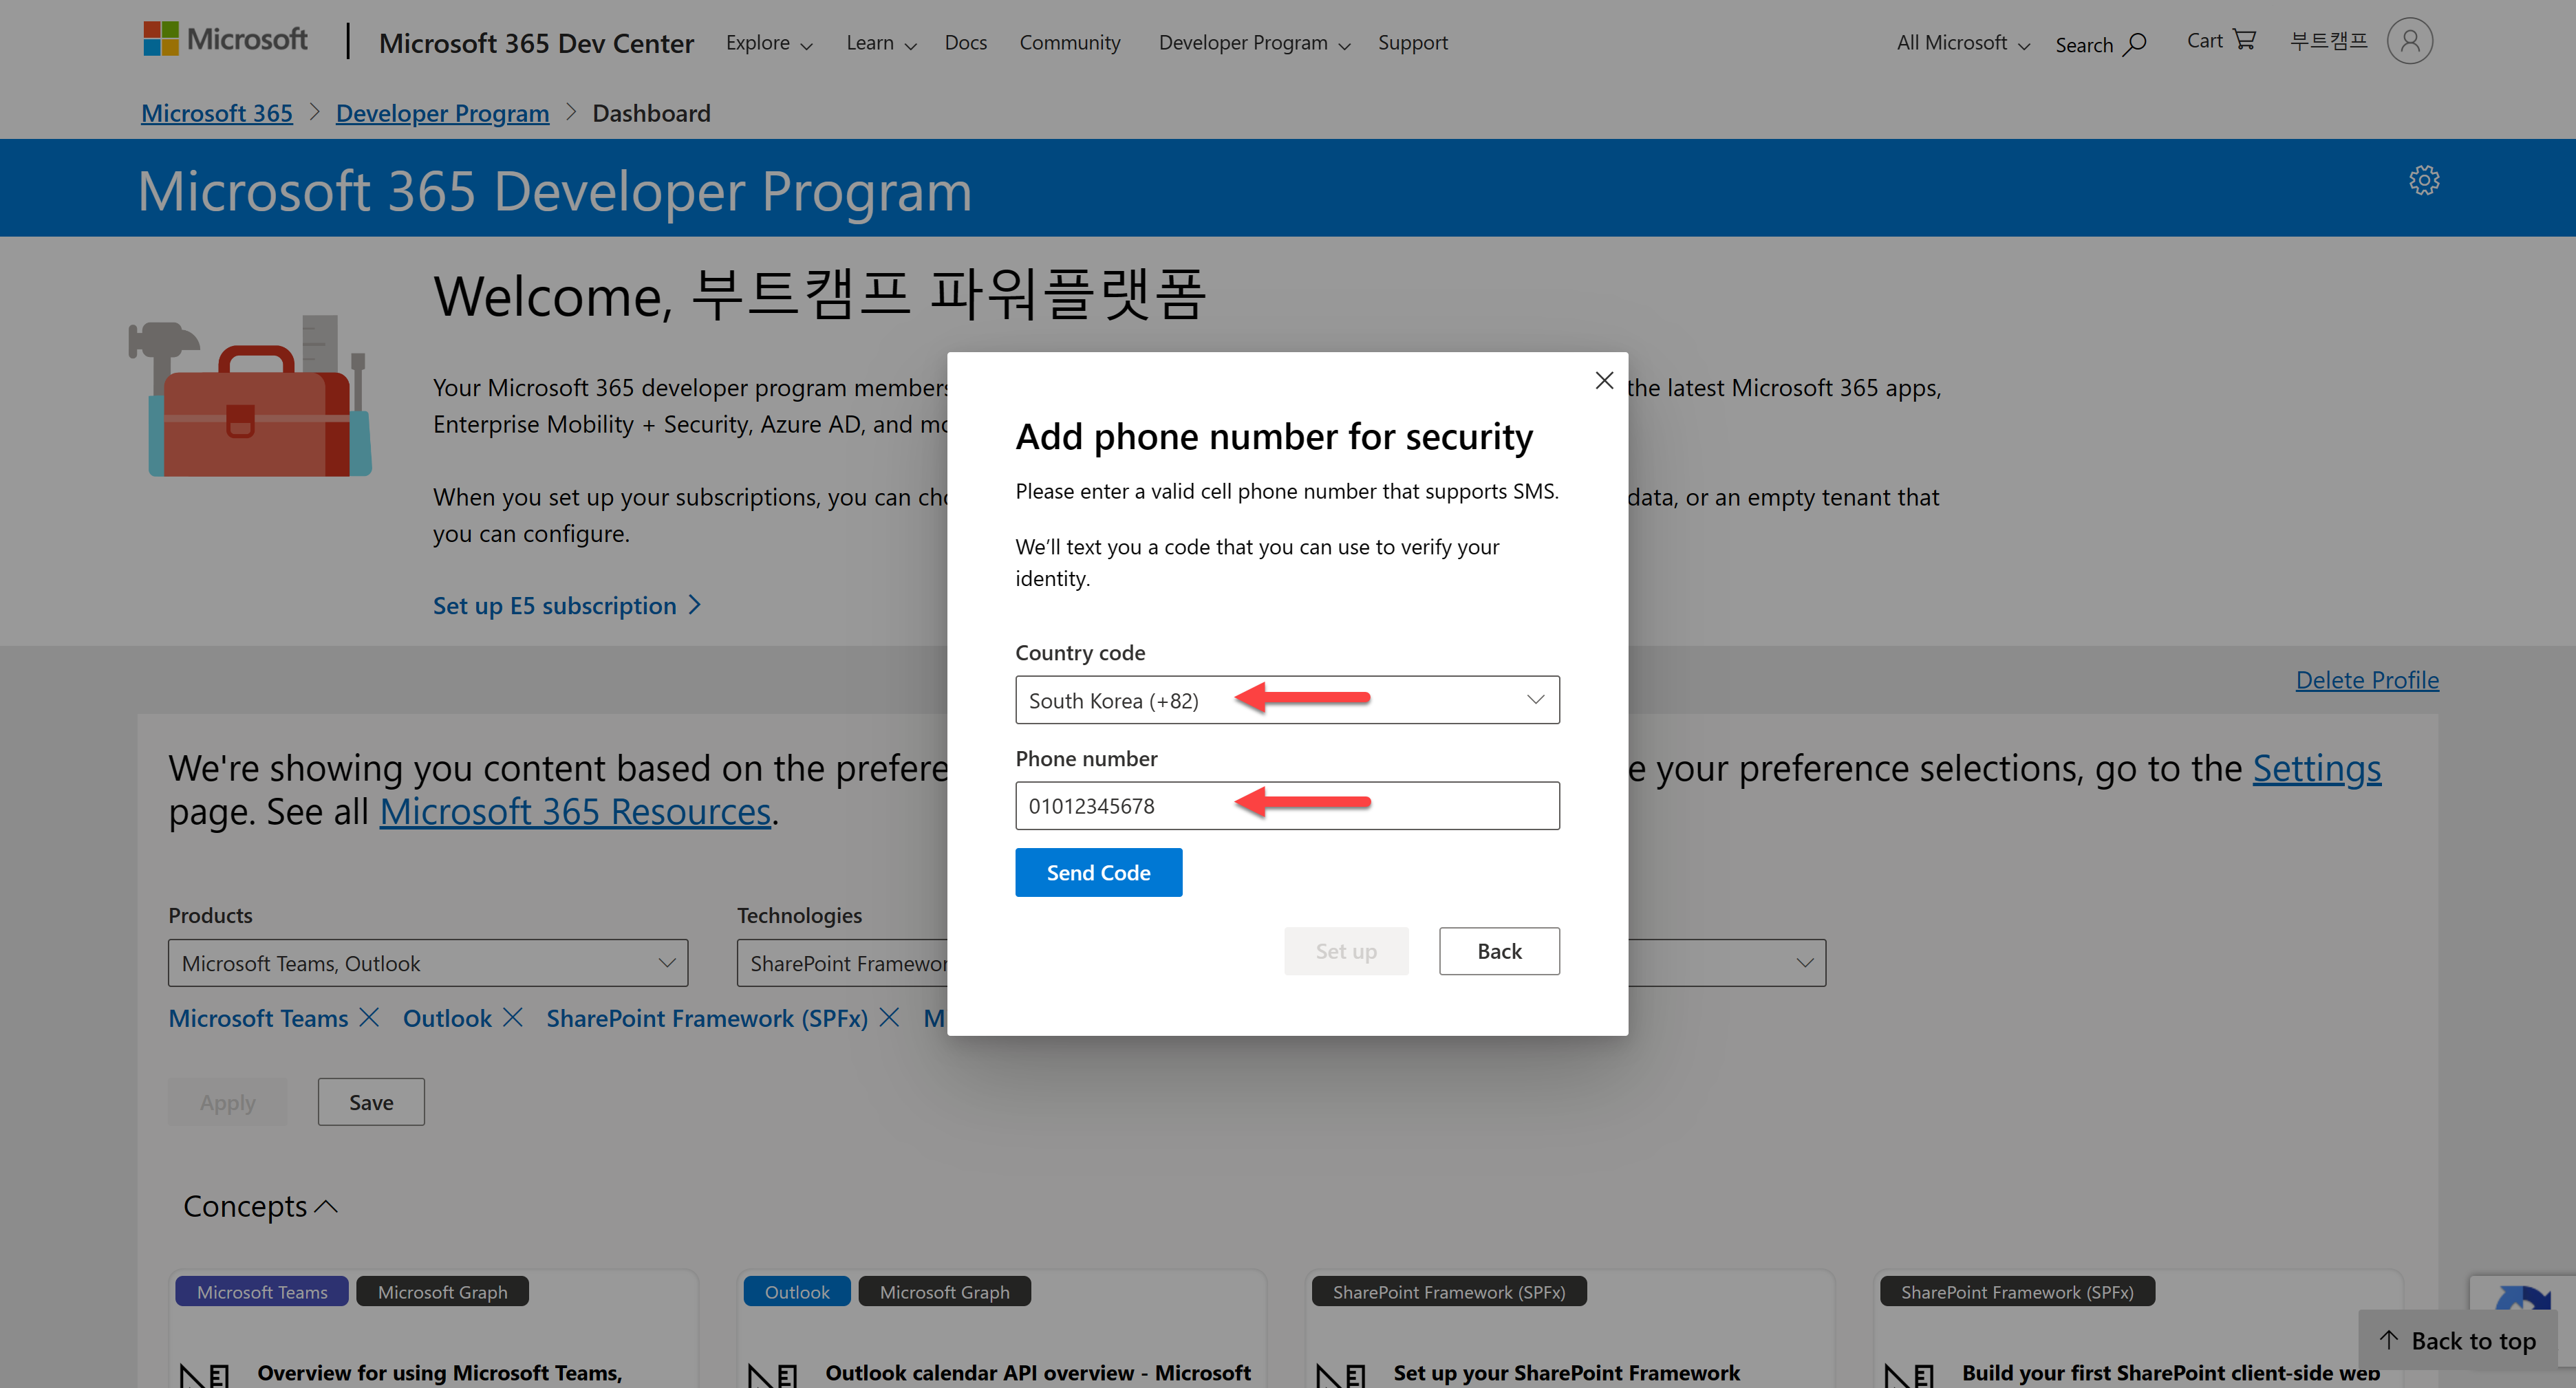 Microsoft | Microsoft 365 Dev Center Explore Learn Docs Community Developer Program Support All Microsoft Search Cart 부트캠프
Microsoft 365 > Developer Program > Dashboard
Microsoft 365 Developer Program
Welcome, 부트캠프 파워플랫폼
Your Microsoft 365 developer program members
the latest Microsoft 365 apps,
Enterprise Mobility + Security, Azure AD, and mo
When you set up your subscriptions, you can cho
data, or an empty tenant that
you can configure.
Set up E5 subscription >
Add phone number for security
Please enter a valid cell phone number that supports SMS.
We'll text you a code that you can use to verify your
identity.
Country code
South Korea (+82)
Phone number
01012345678
Send Code
Set up Back
Delete Profile
We're showing you content based on the prefere
e your preference selections, go to the Settings
page. See all Microsoft 365 Resources.
Products Technologies
Microsoft Teams, Outlook SharePoint Framewor
Microsoft Teams Outlook SharePoint Framework (SPFx) M
Apply Save
Concepts
Microsoft Teams Microsoft Graph Outlook Microsoft Graph SharePoint Framework (SPFx) SharePoint Framework (SPFx)
Back to top
Overview for using Microsoft Teams, Outlook calendar API overview - Microsoft Set up your SharePoint Framework Build your first SharePoint client-side web